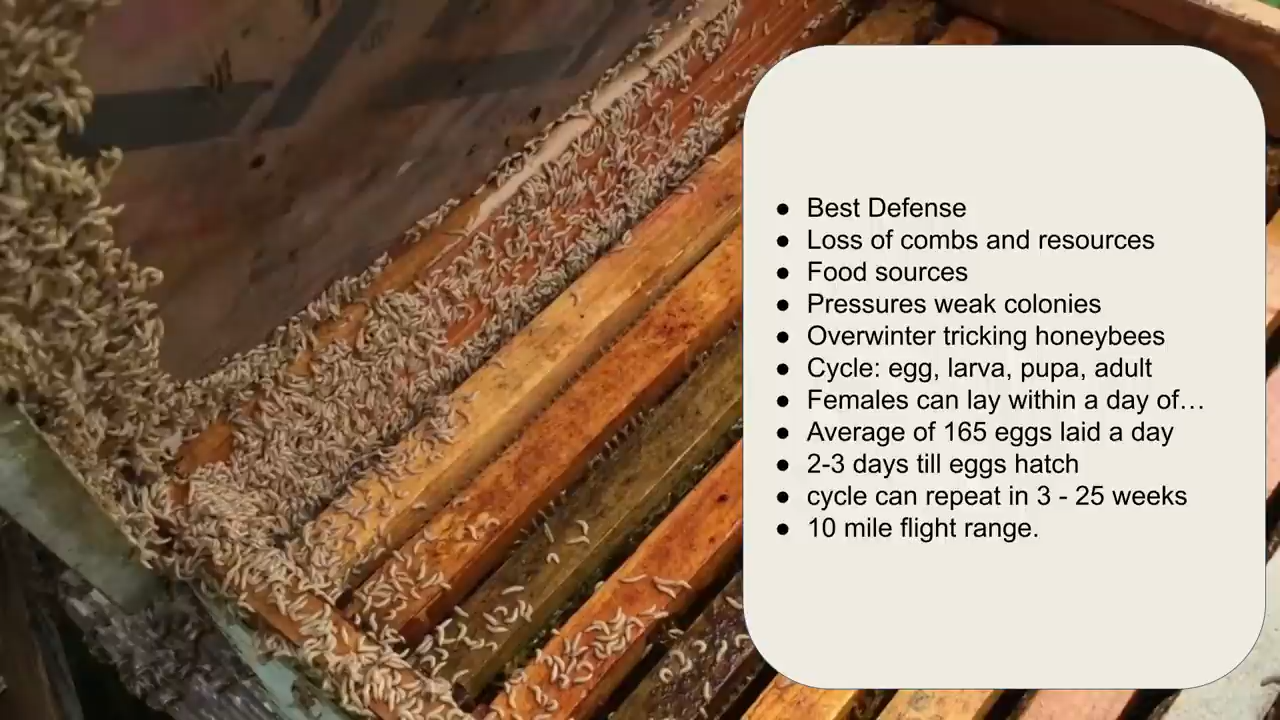 ● Best Defense
● Loss of combs and resources
● Food sources
● Pressures weak colonies
● Overwinter tricking honeybees
● Cycle: egg, larva, pupa, adult
● Females can lay within a day of…
● Average of 165 eggs laid a day
● 2-3 days till eggs hatch
● cycle can repeat in 3 - 25 weeks
● 10 mile flight range.